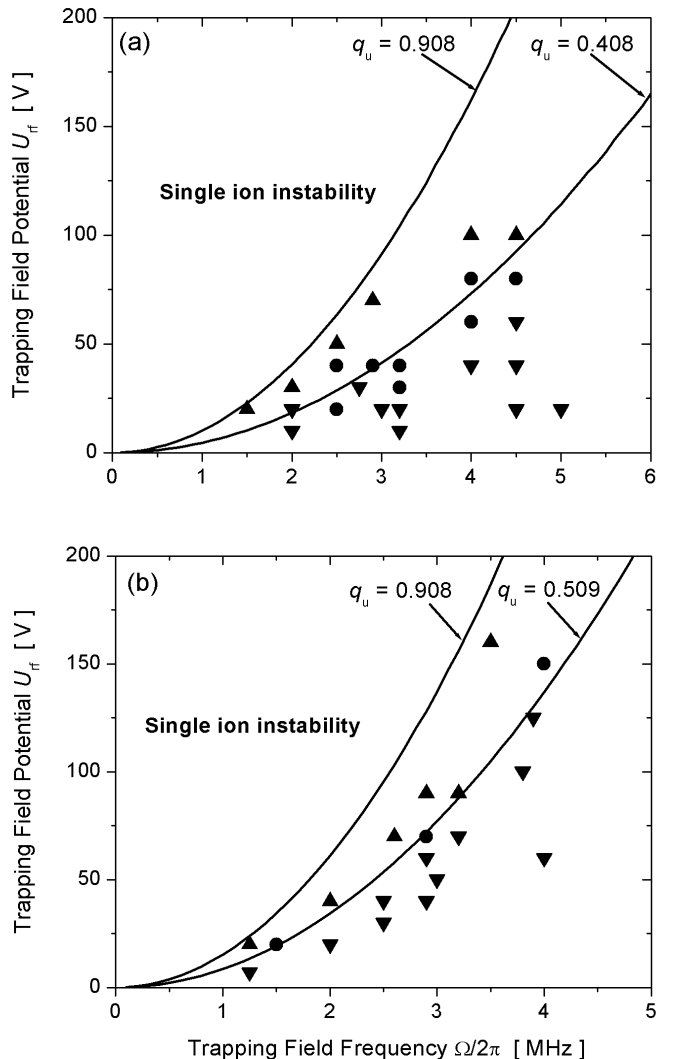 (a)
q_u = 0.908
q_u = 0.408
Single ion instability
Trapping Field Potential U_rf [ V ]
200
150
100
50
0
0 1 2 3 4 5 6
(b)
q_u = 0.908
q_u = 0.509
Single ion instability
Trapping Field Potential U_rf [ V ]
200
150
100
50
0
0 1 2 3 4 5
Trapping Field Frequency Ω/2π [ MHz ]